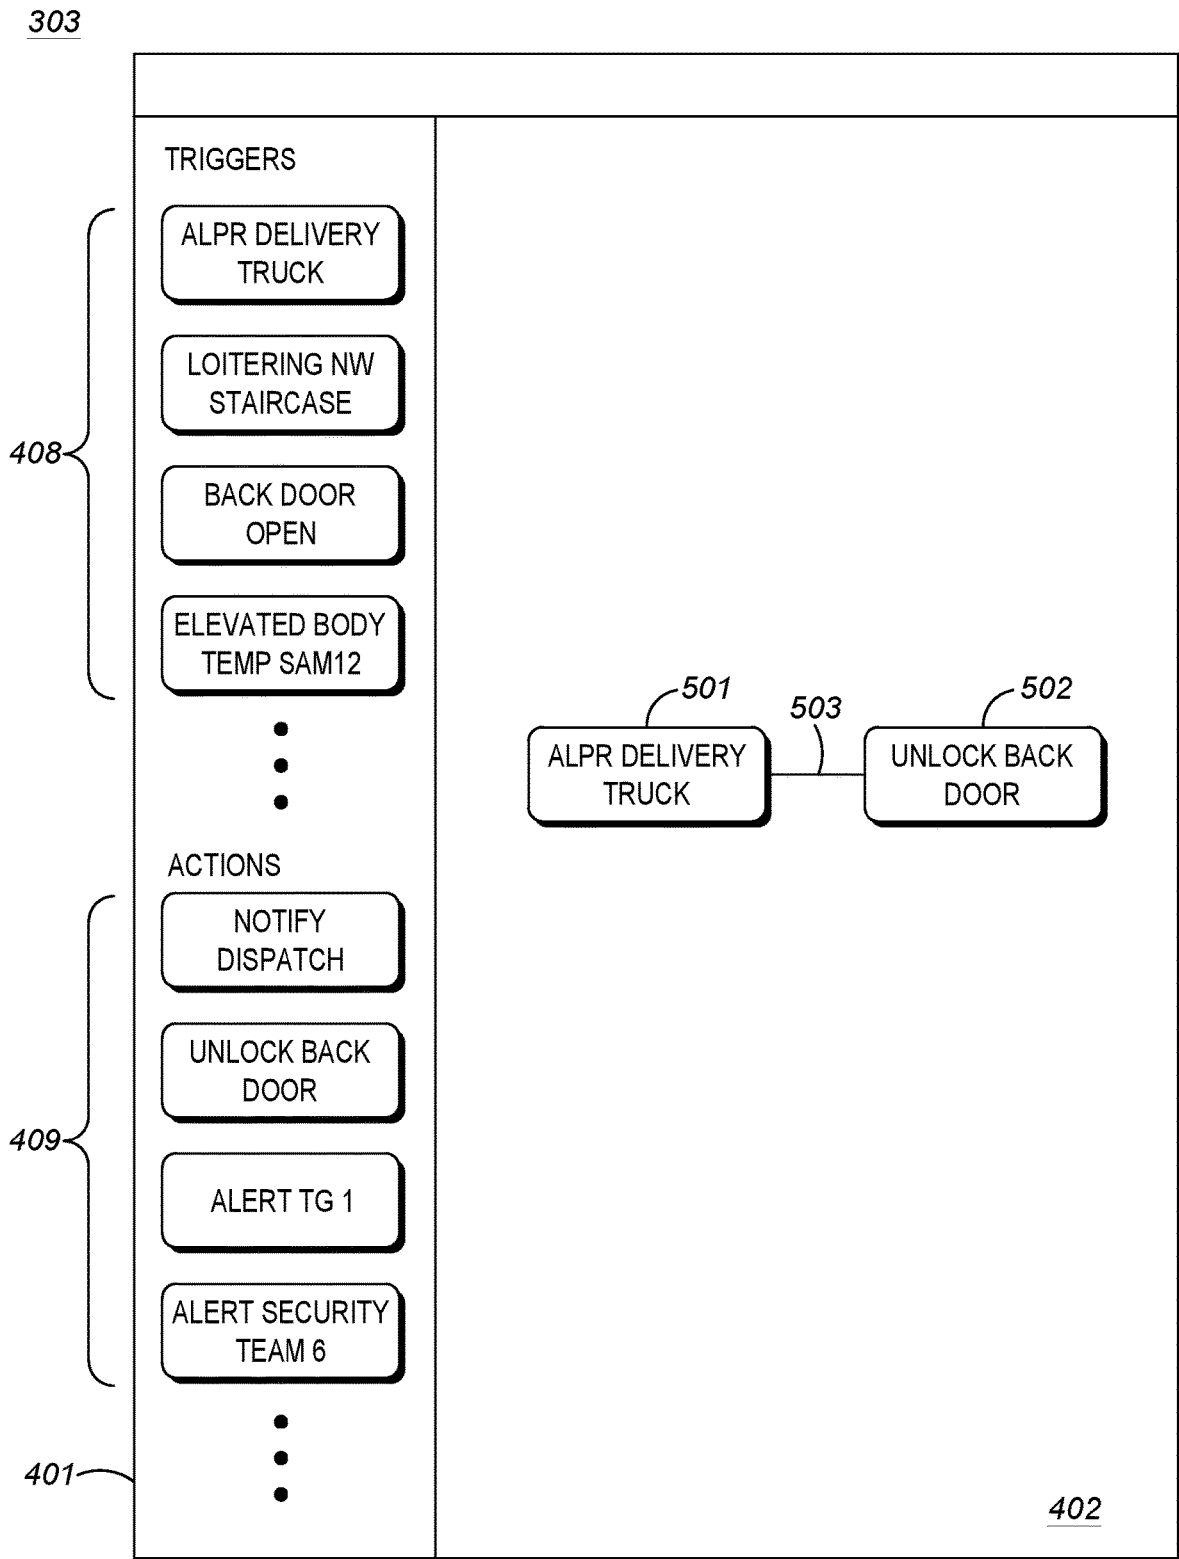 303
TRIGGERS
ALPR DELIVERY
TRUCK
LOITERING NW
STAIRCASE
408
BACK DOOR
OPEN
ELEVATED BODY
TEMP SAM12
501
503
502
ALPR DELIVERY
TRUCK
UNLOCK BACK
DOOR
ACTIONS
NOTIFY
DISPATCH
UNLOCK BACK
DOOR
409
ALERT TG 1
ALERT SECURITY
TEAM 6
401
402